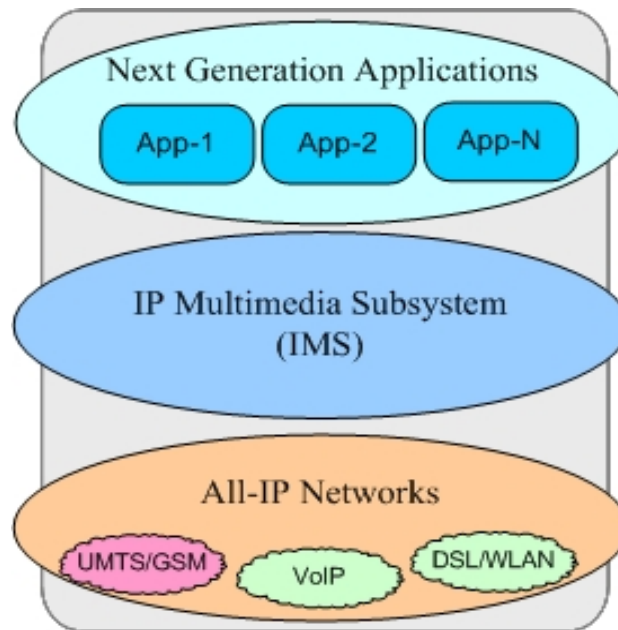 Next Generation Applications
App-1
App-2
App-N
IP Multimedia Subsystem
(IMS)
All-IP Networks
UMTS/GSM
VoIP
DSL/WLAN